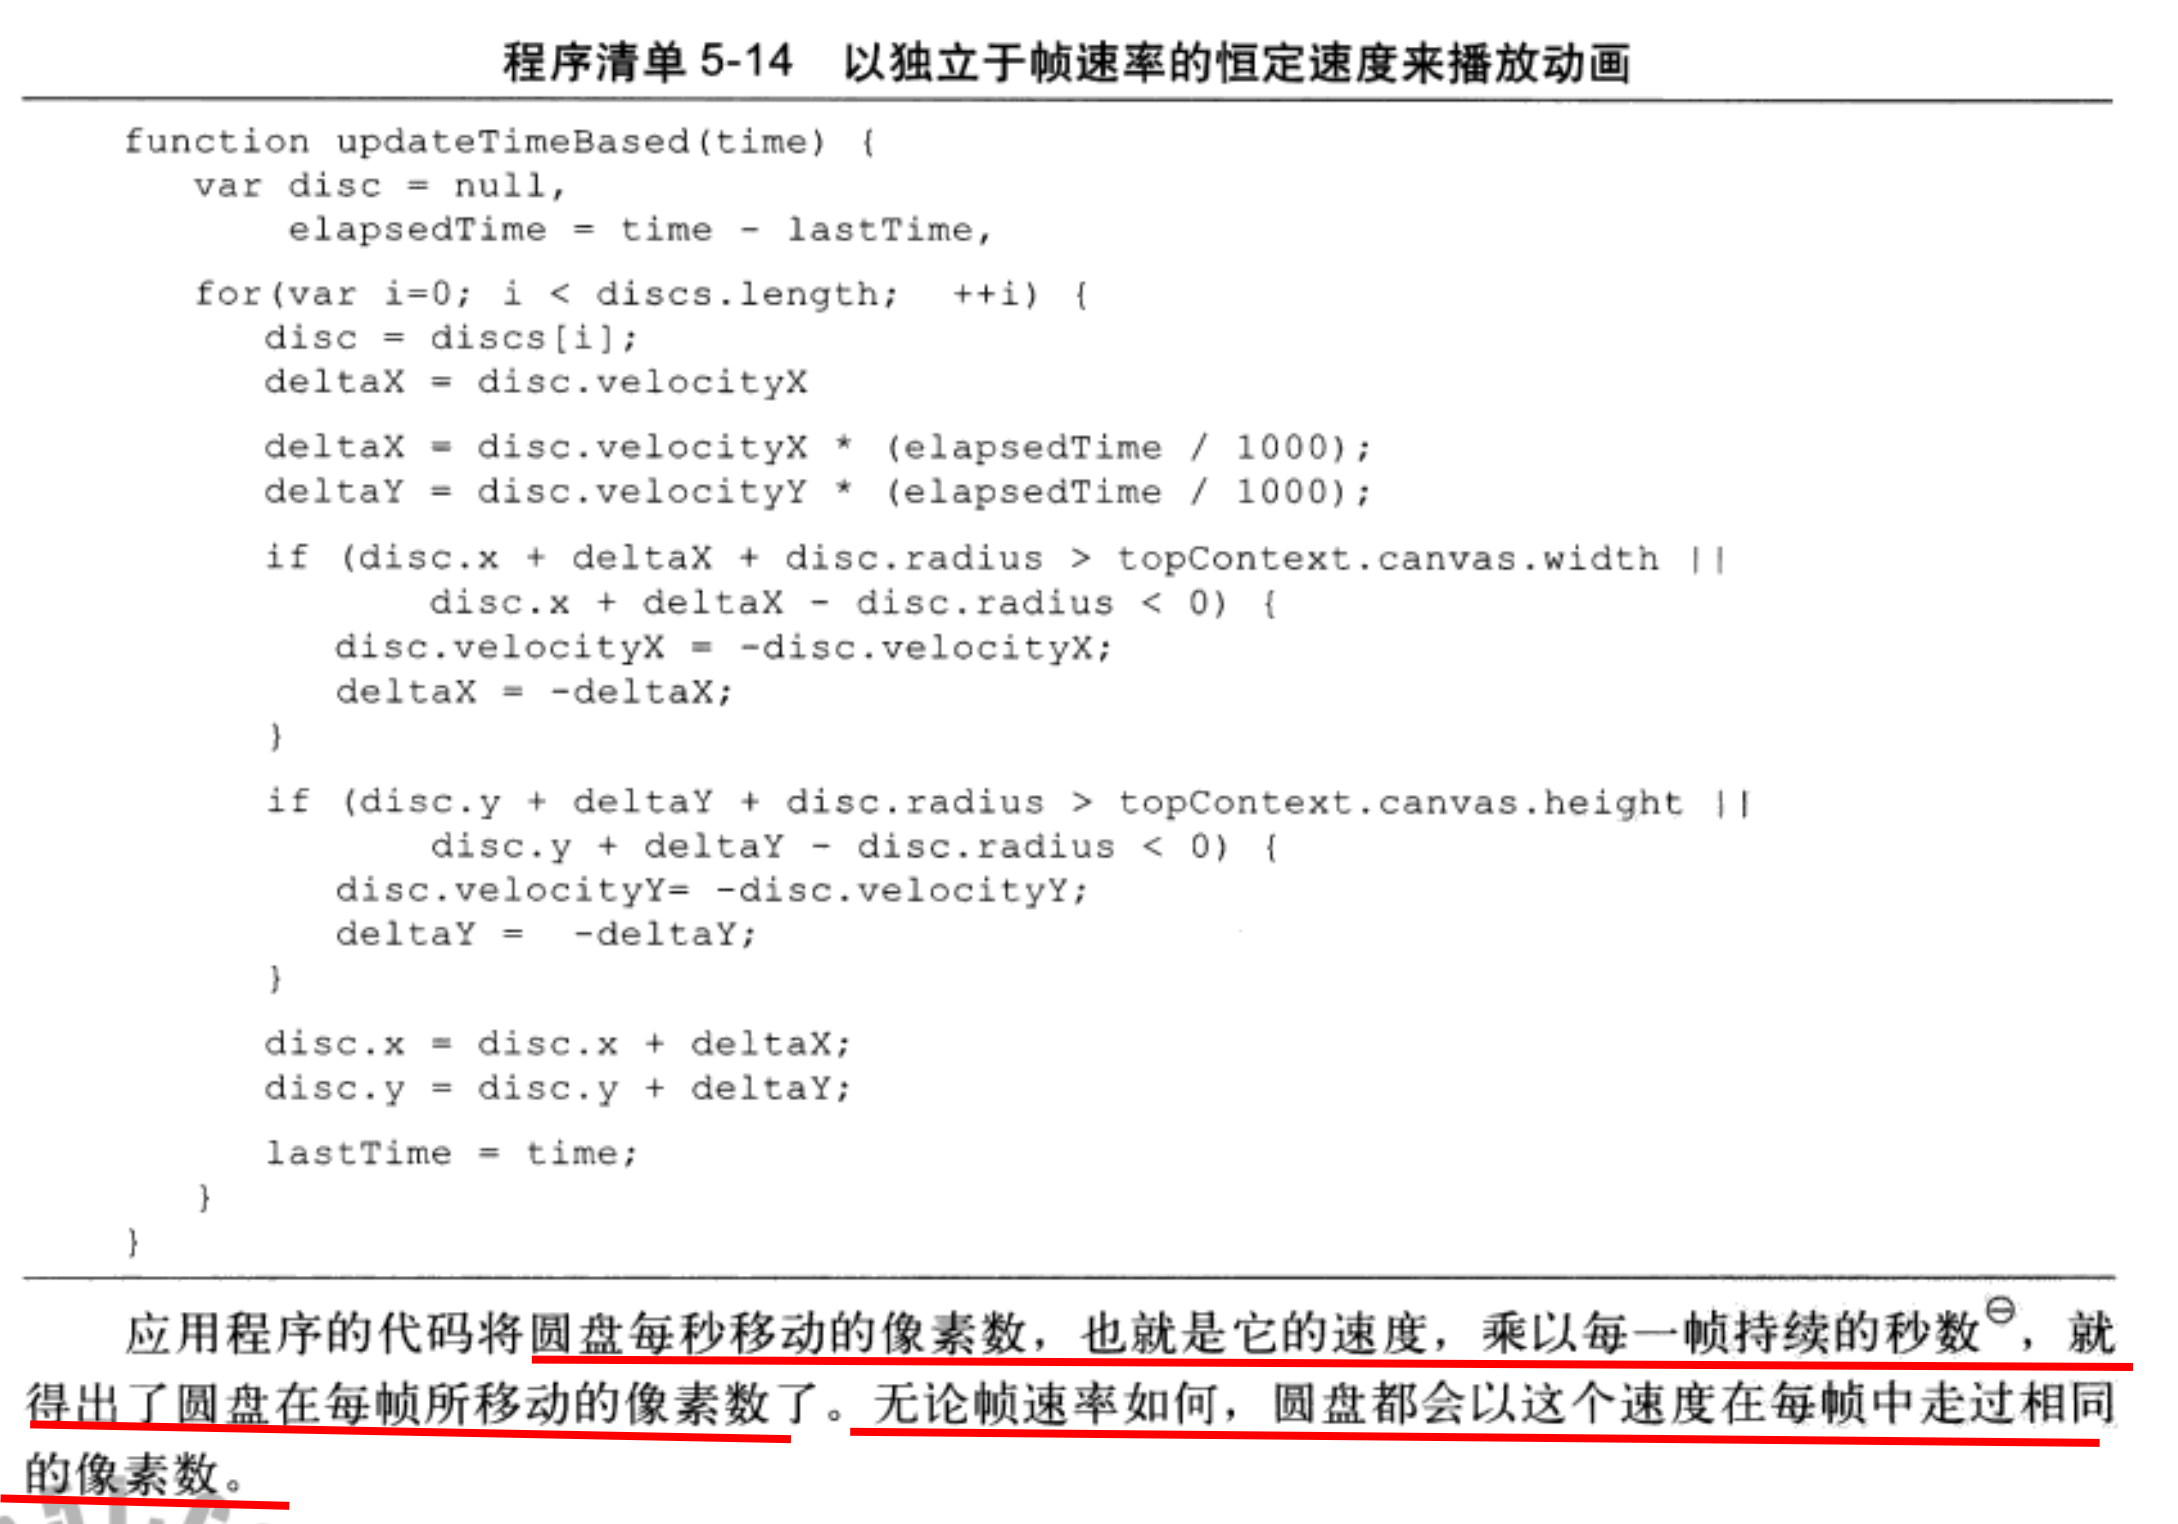 程序清单 5-14 以独立于帧速率的恒定速度来播放动画
function updateTimeBased(time) {
var disc = null,
elapsedTime = time - lastTime,
for(var i=0; i < discs.length; ++i) {
disc = discs[i];
deltaX = disc.velocityX
deltaX = disc.velocityX * (elapsedTime / 1000);
deltaY = disc.velocityY * (elapsedTime / 1000);
if (disc.x + deltaX + disc.radius > topContext.canvas.width ||
disc.x + deltaX - disc.radius < 0) {
disc.velocityX = -disc.velocityX;
deltaX = -deltaX;
}
if (disc.y + deltaY + disc.radius > topContext.canvas.height ||
disc.y + deltaY - disc.radius < 0) {
disc.velocityY= -disc.velocityY;
deltaY = -deltaY;
}
disc.x = disc.x + deltaX;
disc.y = disc.y + deltaY;
lastTime = time;
}
}
应用程序的代码将圆盘每秒移动的像素数，也就是它的速度，乘以每一帧持续的秒数⊖，就
得出了圆盘在每帧所移动的像素数了。无论帧速率如何，圆盘都会以这个速度在每帧中走过相同
的像素数。